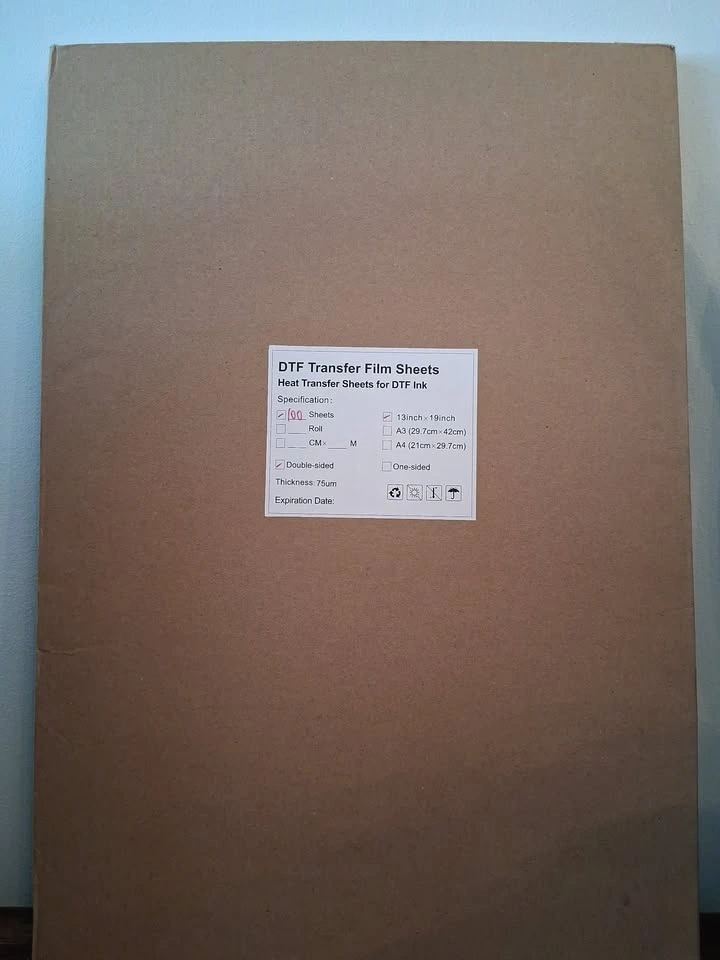 DTF Transfer Film Sheets
Heat Transfer Sheets for DTF Ink
Specification:
100 Sheets
13inch×19inch
Roll
A3 (29.7cm×42cm)
CM× M
A4 (21cm×29.7cm)
Double-sided
One-sided
Thickness: 75um
Expiration Date: